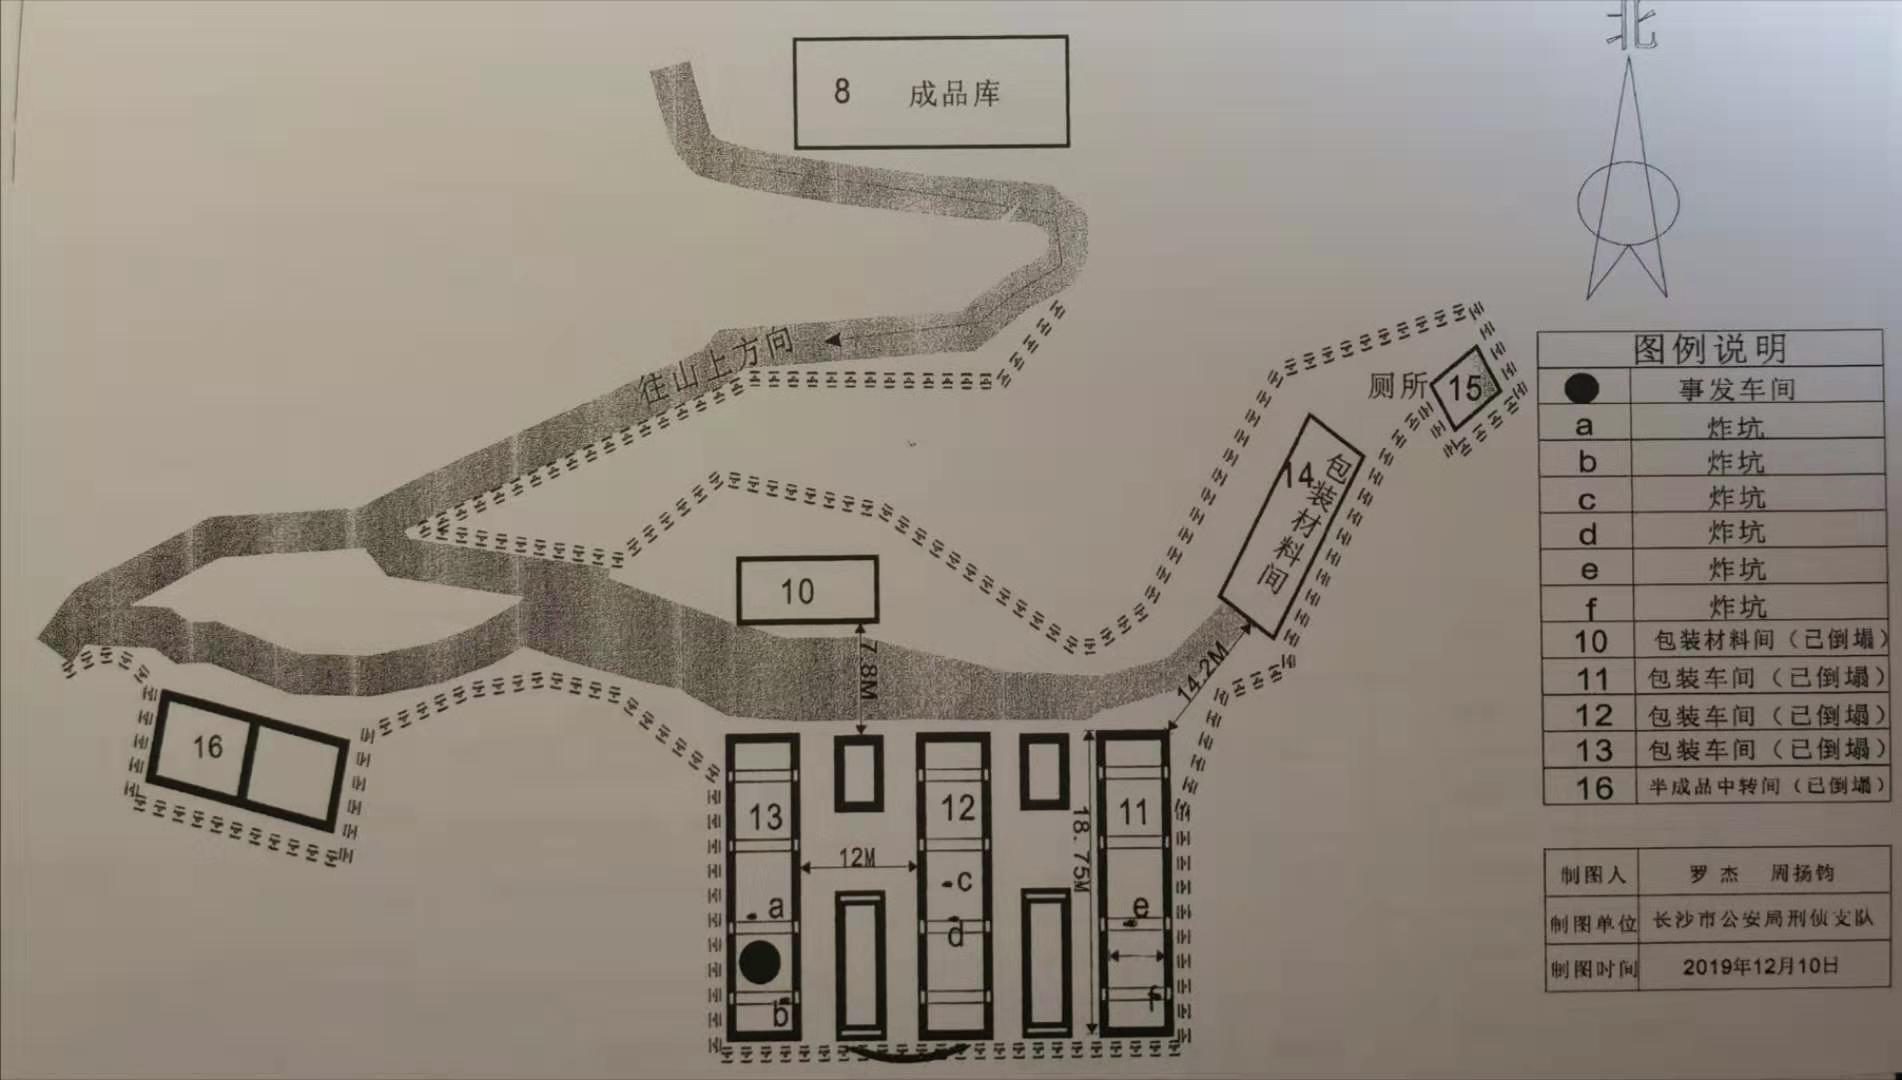 北
8 成品库
往山上方向
厕所 15
14 包装材料间
10
7.8M
14.2M
16
13
12
11
12M
18.75M
a
b
c
d
e
f
图例说明
事发车间
a 炸坑
b 炸坑
c 炸坑
d 炸坑
e 炸坑
f 炸坑
10 包装材料间（已倒塌）
11 包装车间（已倒塌）
12 包装车间（已倒塌）
13 包装车间（已倒塌）
16 半成品中转间（已倒塌）
制图人 罗杰 周扬钧
制图单位 长沙市公安局刑侦支队
制图时间 2019年12月10日